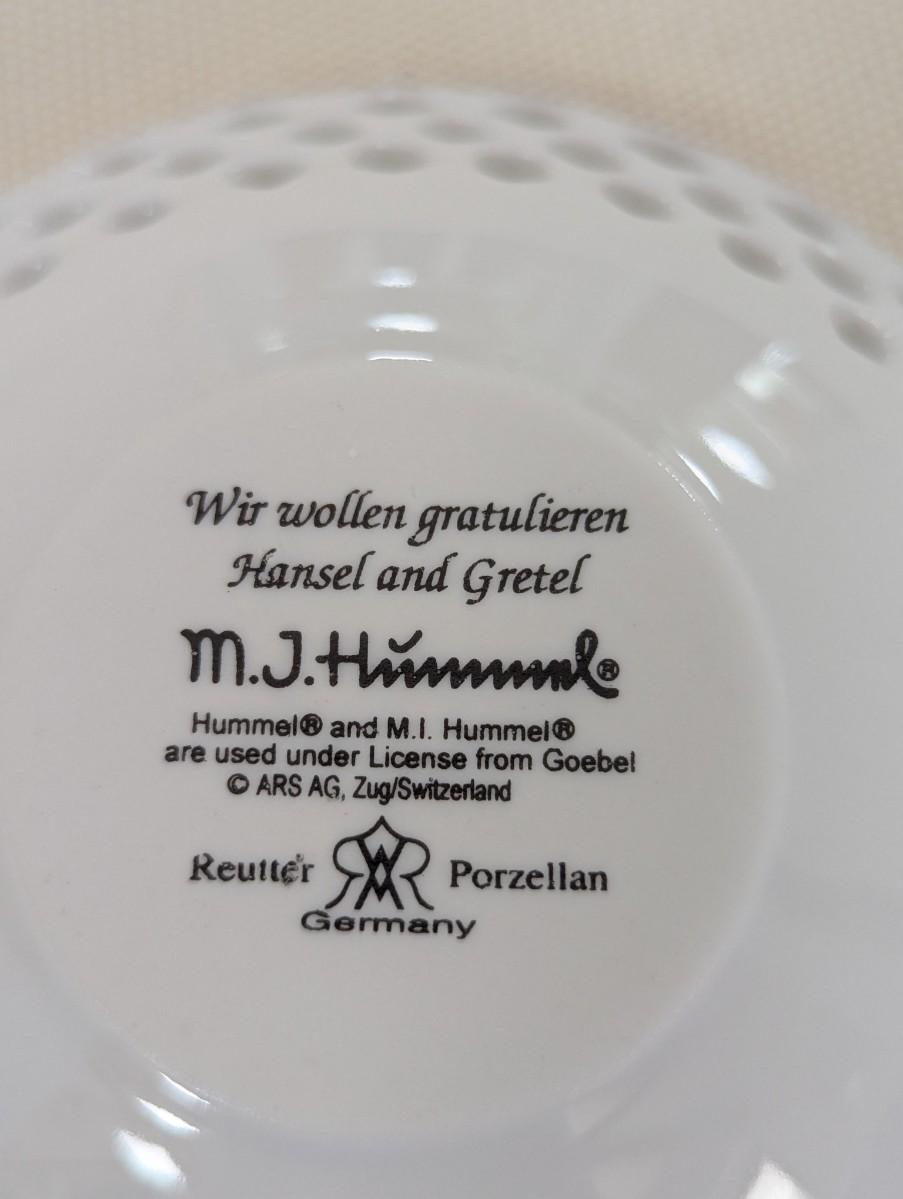 Wir wollen gratulieren
Hansel and Gretel
M.J.Hummel®
Hummel® and M.I. Hummel®
are used under License from Goebel
© ARS AG, Zug/Switzerland
Reutter Porzellan
Germany